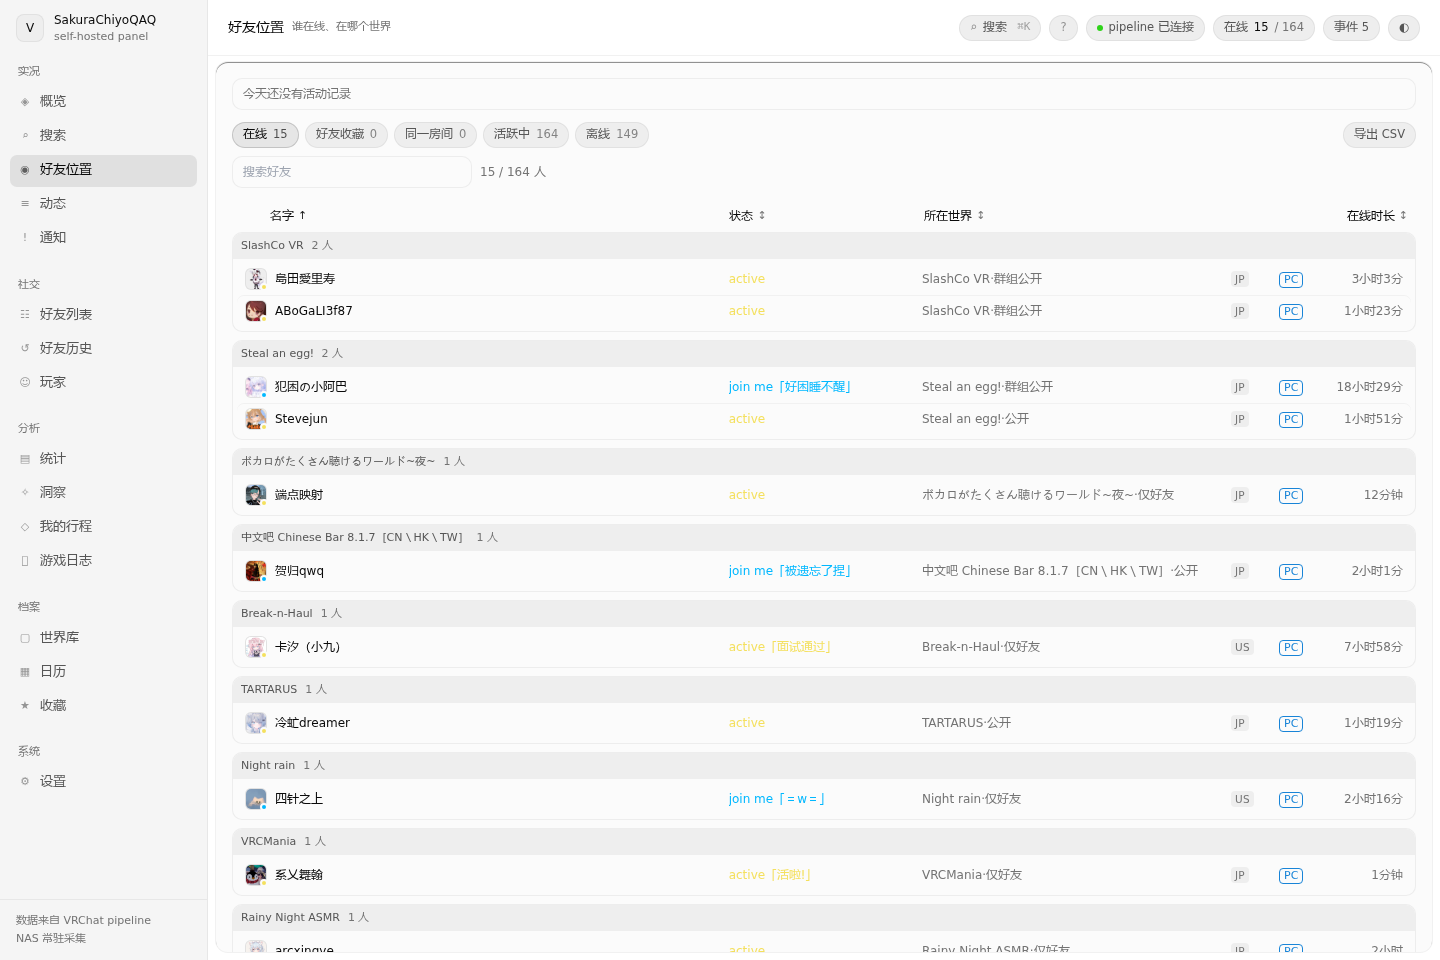 V
SakuraChiyoQAQ
self-hosted panel
实况
概览
搜索
好友位置
动态
通知
社交
好友列表
好友历史
玩家
分析
统计
洞察
我的行程
游戏日志
档案
世界库
日历
收藏
系统
设置
数据来自 VRChat pipeline
NAS 常驻采集
好友位置 谁在线、在哪个世界
搜索 ⌘K ? pipeline 已连接 在线 15 / 164 事件 5
今天还没有活动记录
在线 15 好友收藏 0 同一房间 0 活跃中 164 离线 149 导出 CSV
搜索好友 15 / 164 人
名字 ↑ 状态 ↕ 所在世界 ↕ 在线时长 ↕
SlashCo VR 2 人
島田愛里寿 active SlashCo VR·群组公开 JP PC 3小时3分
ABoGaLI3f87 active SlashCo VR·群组公开 JP PC 1小时23分
Steal an egg! 2 人
犯困の小阿巴 join me「好困睡不醒」 Steal an egg!·群组公开 JP PC 18小时29分
Stevejun active Steal an egg!·公开 JP PC 1小时51分
ボカロがたくさん聴けるワールド~夜~ 1 人
端点映射 active ボカロがたくさん聴けるワールド~夜~·仅好友 JP PC 12分钟
中文吧 Chinese Bar 8.1.7［CN \ HK \ TW］ 1 人
贺归qwq join me「被遗忘了捏」 中文吧 Chinese Bar 8.1.7［CN \ HK \ TW］·公开 JP PC 2小时1分
Break-n-Haul 1 人
卡汐（小九） active「面试通过」 Break-n-Haul·仅好友 US PC 7小时58分
TARTARUS 1 人
冷虻dreamer active TARTARUS·公开 JP PC 1小时19分
Night rain 1 人
四针之上 join me「 = w = 」 Night rain·仅好友 US PC 2小时16分
VRCMania 1 人
系乂舞翰 active「活啦!」 VRCMania·仅好友 JP PC 1分钟
Rainy Night ASMR 1 人
arcxingye active Rainy Night ASMR·仅好友 JP PC 2小时